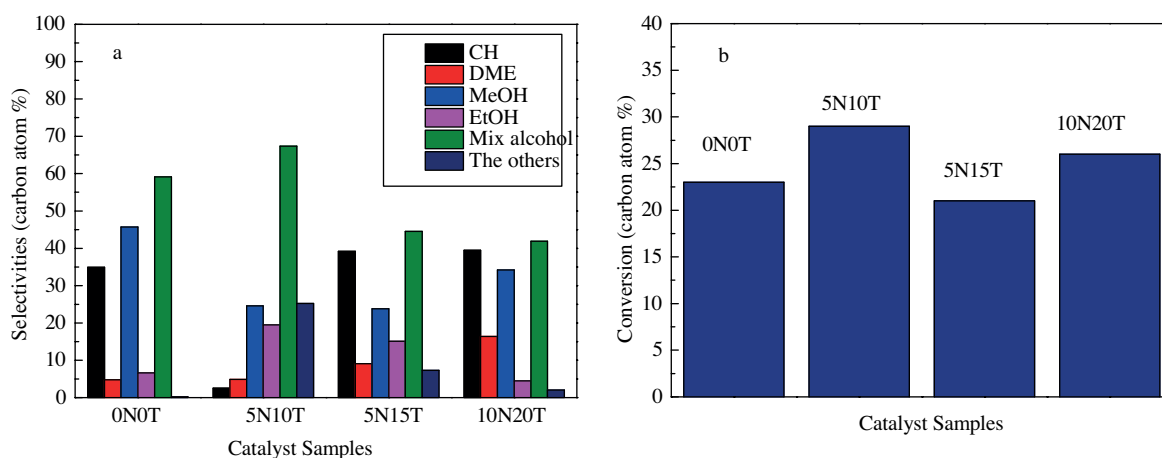 a
CH
DME
MeOH
EtOH
Mix alcohol
The others
100
90
80
70
60
50
40
30
20
10
0
Selectivities (carbon atom %)
0N0T 5N10T 5N15T 10N20T
Catalyst Samples
b
40
35
30
25
20
15
10
5
0
Conversion (carbon atom %)
0N0T
5N10T
5N15T
10N20T
Catalyst Samples